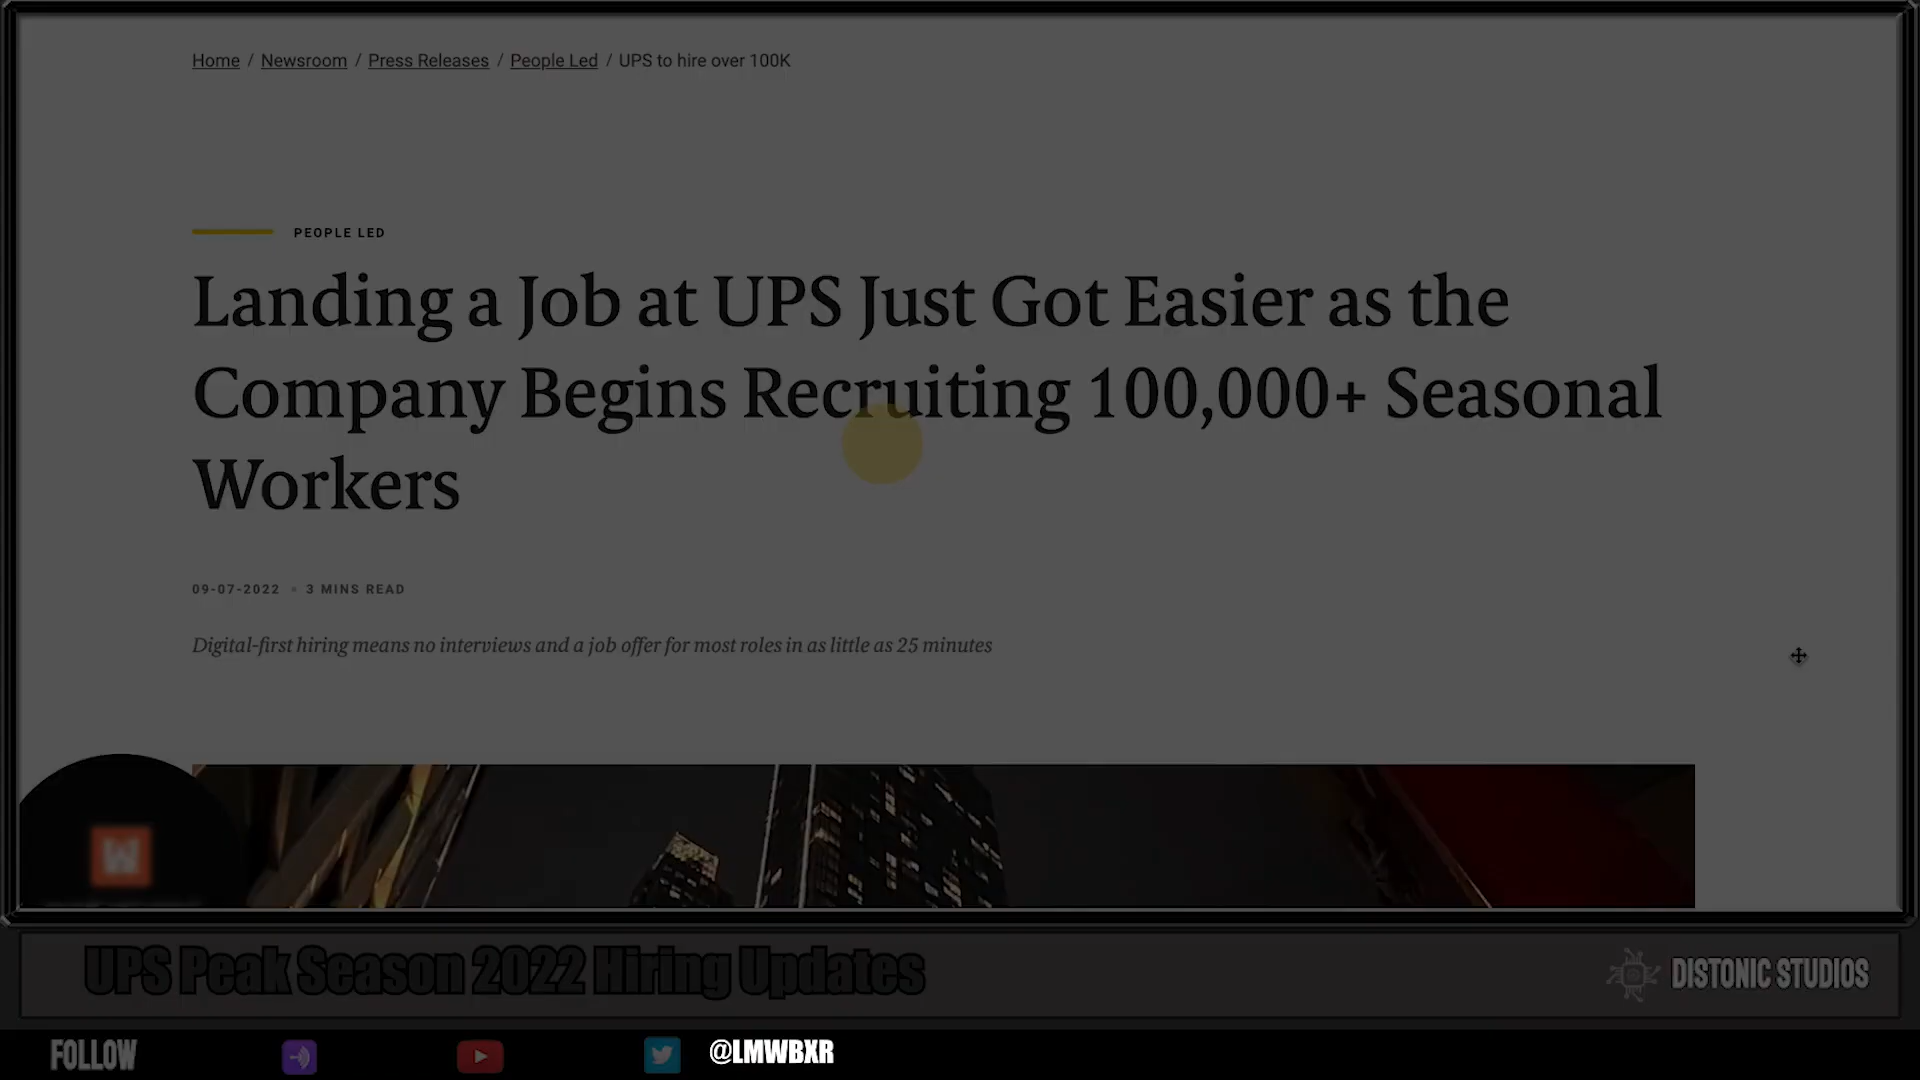 Home / Newsroom / Press Releases / People Led / UPS to hire over 100K
PEOPLE LED
Landing a Job at UPS Just Got Easier as the
Company Begins Recruiting 100,000+ Seasonal
Workers
09-07-2022 • 3 MINS READ
Digital-first hiring means no interviews and a job offer for most roles in as little as 25 minutes
W
UPS Peak Season 2022 Hiring Updates
DISTONIC STUDIOS
FOLLOW
@LMWBXR